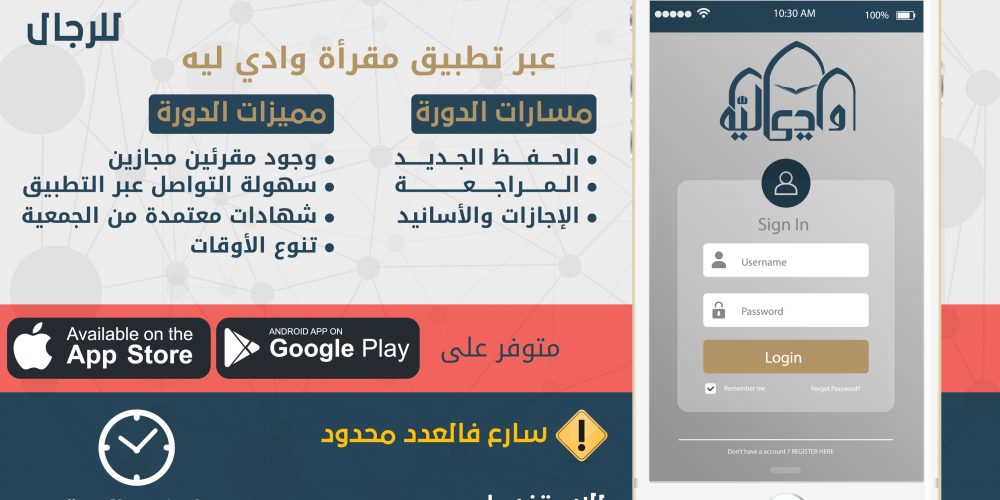 للرجال
عبر تطبيق مقرأة وادي ليه
مسارات الدورة
الحفظ الجديد
المراجعة
الإجازات والأسانيد
مميزات الدورة
وجود مقرئين مجازين
سهولة التواصل عبر التطبيق
شهادات معتمدة من الجمعية
تنوع الأوقات
متوفر على
ANDROID APP ON
Google Play
Available on the
App Store
سارع فالعدد محدود
10:30 AM
100%
وادي ليه
Sign In
Username
Password
Login
Remember me
Forgot Password?
Don't have a account ? REGISTER HERE